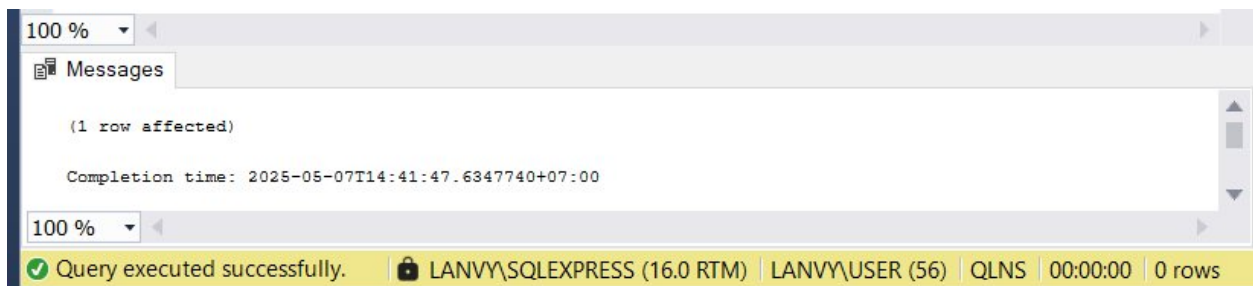 100 %
Messages
(1 row affected)
Completion time: 2025-05-07T14:41:47.6347740+07:00
100 %
Query executed successfully. LANVY\SQLEXPRESS (16.0 RTM) LANVY\USER (56) QLNS 00:00:00 0 rows